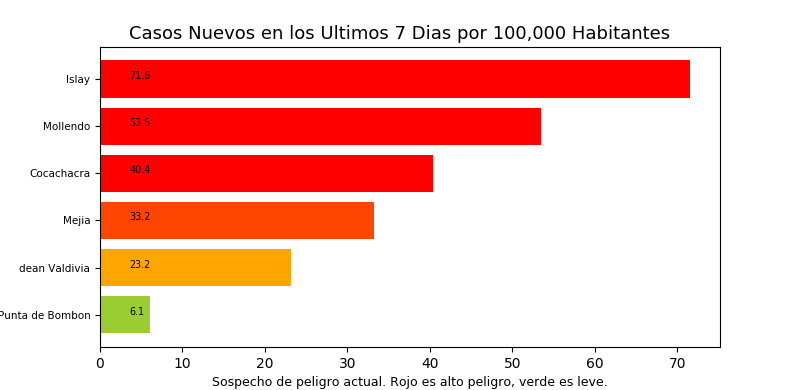 Casos Nuevos en los Ultimos 7 Dias por 100,000 Habitantes
Islay 71.6
Mollendo 53.5
Cocachacra 40.4
Mejia 33.2
dean Valdivia 23.2
Punta de Bombon 6.1
0 10 20 30 40 50 60 70
Sospecho de peligro actual. Rojo es alto peligro, verde es leve.